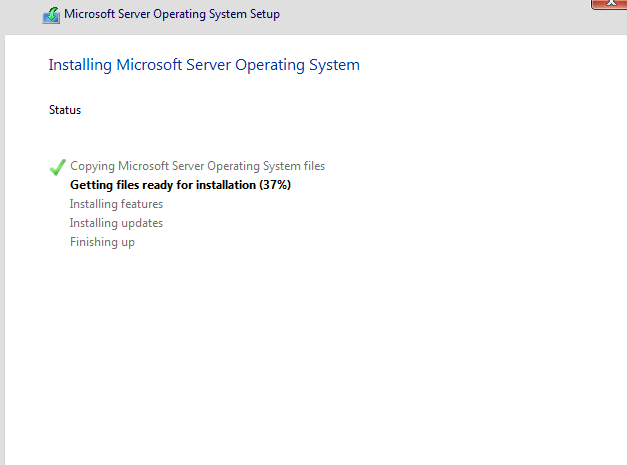 Microsoft Server Operating System Setup
Installing Microsoft Server Operating System
Status
Copying Microsoft Server Operating System files
Getting files ready for installation (37%)
Installing features
Installing updates
Finishing up